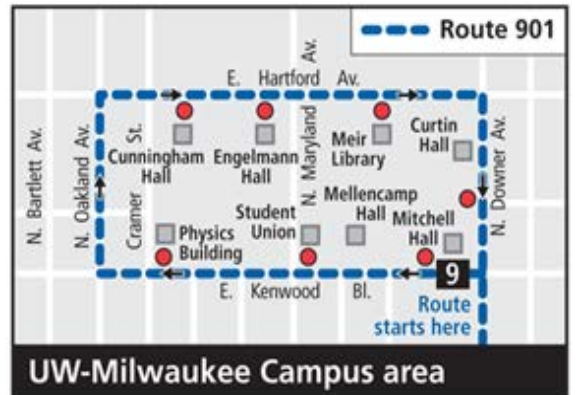 Route 901
Av.
E. Hartford Av.
N. Bartlett Av.
N. Oakland Av.
Cramer St.
Cunningham
Hall
Engelmann
Hall
N. Maryland
Meir
Library
Curtin
Hall
N. Downer Av.
Mellencamp
Hall
Student
Union
Mitchell
Hall
Physics
Building
9
E. Kenwood Bl.
Route
starts here
UW-Milwaukee Campus area